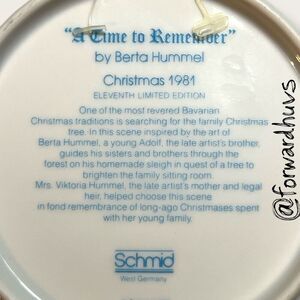 "A Time to Remember"
by Berta Hummel
Christmas 1981
ELEVENTH LIMITED EDITION
One of the most revered Bavarian
Christmas traditions is searching for the family Christmas
tree. In this scene inspired by the art of
Berta Hummel, a young Adolf, the late artist's brother,
guides his sisters and brothers through the
forest on his homemade sleigh in quest of a tree to
brighten the family sitting room.
Mrs. Viktoria Hummel, the late artist's mother and legal
heir, helped choose this scene
in fond remembrance of long-ago Christmases spent
with her young family.
Schmid
West Germany
@forwardhuvs